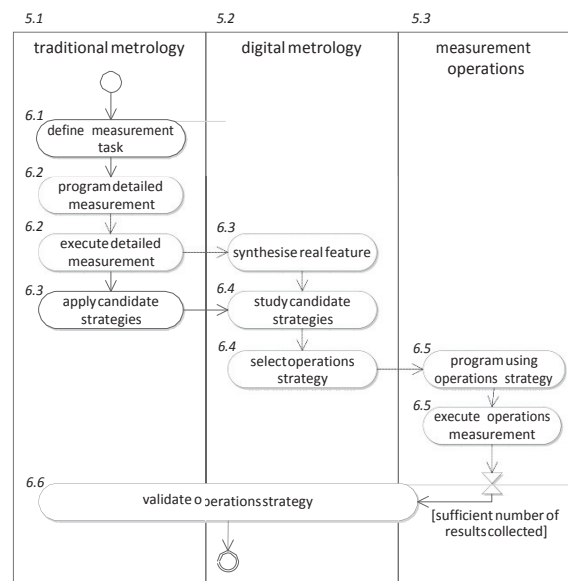 5.1
5.2
5.3
traditional metrology
digital metrology
measurement
operations
6.1
define measurement
task
6.2
program detailed
measurement
6.2
execute detailed
measurement
6.3
synthesise real feature
6.3
apply candidate
strategies
6.4
study candidate
strategies
6.4
select operations
strategy
6.5
program using
operations strategy
6.5
execute operations
measurement
6.6
validate operations strategy
[sufficient number of
results collected]